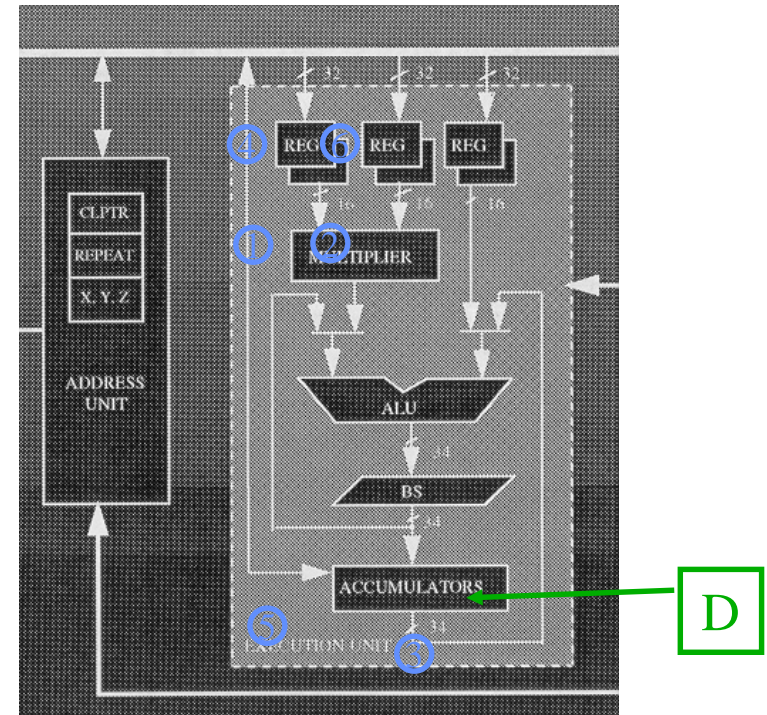 32 32 32
④ REG ⑥ REG REG
16 16 16
CLPTR
REPEAT
X, Y, Z
① ② MULTIPLIER
ADDRESS
UNIT
ALU
34
BS
34
ACCUMULATORS
D
⑤ 34
EXECUTION UNIT ③